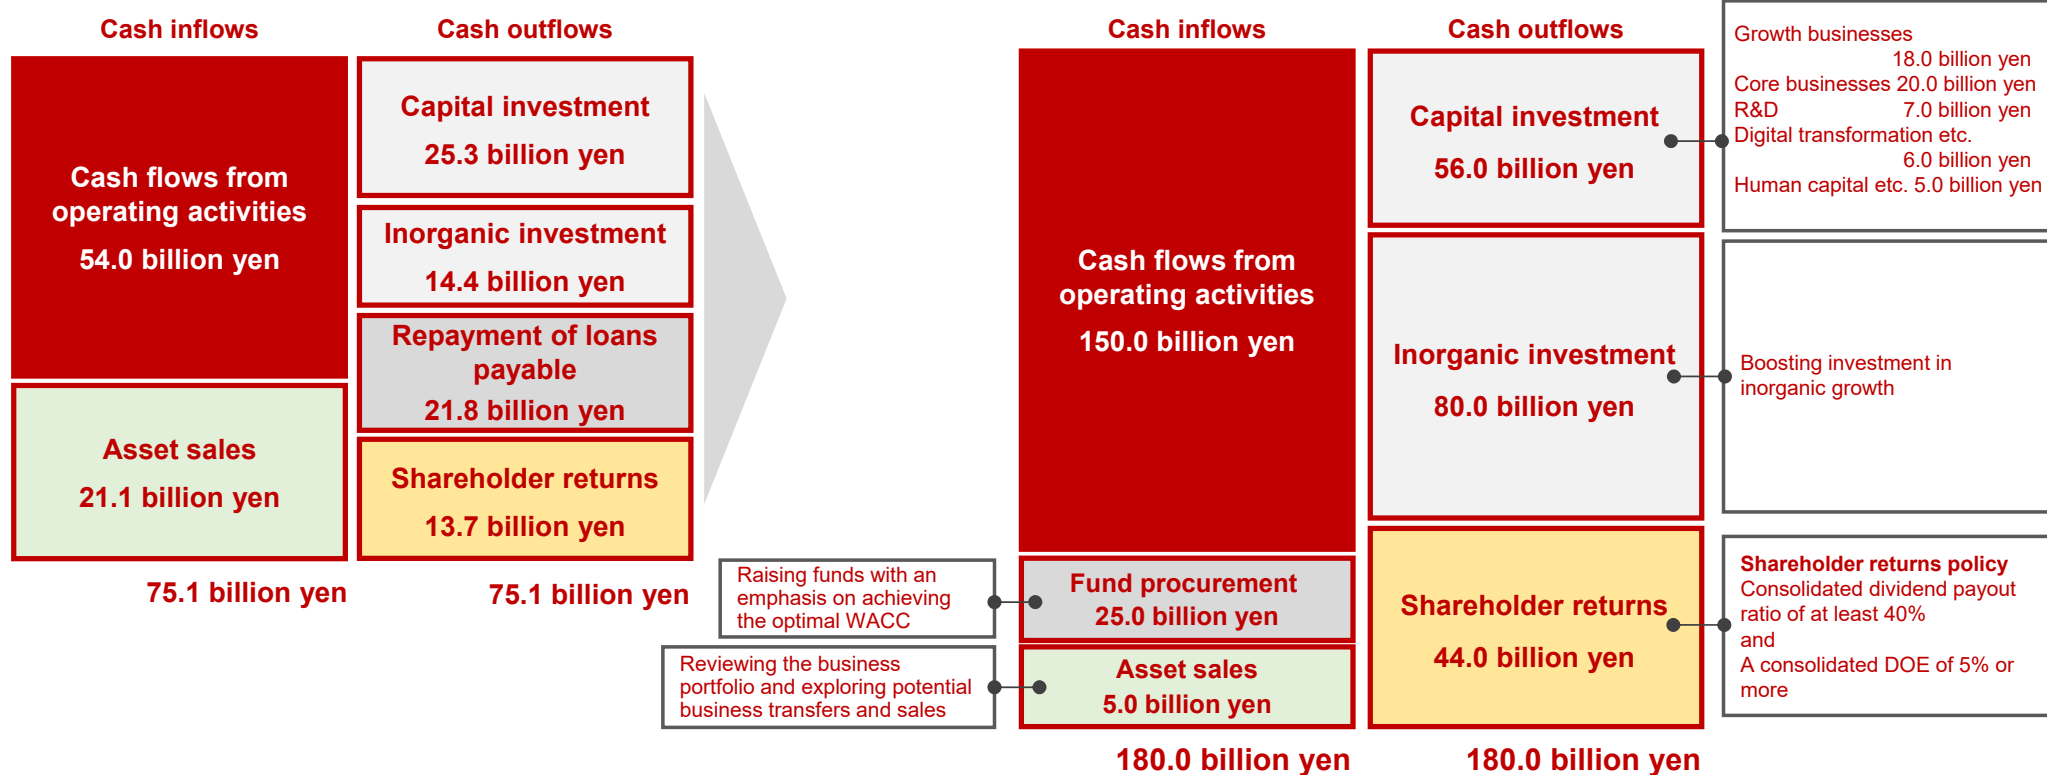 Cash inflows
Cash outflows
Cash flows from
operating activities
54.0 billion yen
Asset sales
21.1 billion yen
75.1 billion yen
Capital investment
25.3 billion yen
Inorganic investment
14.4 billion yen
Repayment of loans
payable
21.8 billion yen
Shareholder returns
13.7 billion yen
75.1 billion yen
Cash inflows
Cash outflows
Cash flows from
operating activities
150.0 billion yen
Raising funds with an
emphasis on achieving
the optimal WACC
Fund procurement
25.0 billion yen
Reviewing the business
portfolio and exploring potential
business transfers and sales
Asset sales
5.0 billion yen
180.0 billion yen
Capital investment
56.0 billion yen
Growth businesses
18.0 billion yen
Core businesses 20.0 billion yen
R&D 7.0 billion yen
Digital transformation etc.
6.0 billion yen
Human capital etc. 5.0 billion yen
Inorganic investment
80.0 billion yen
Boosting investment in
inorganic growth
Shareholder returns
44.0 billion yen
Shareholder returns policy
Consolidated dividend payout
ratio of at least 40%
and
A consolidated DOE of 5% or
more
180.0 billion yen